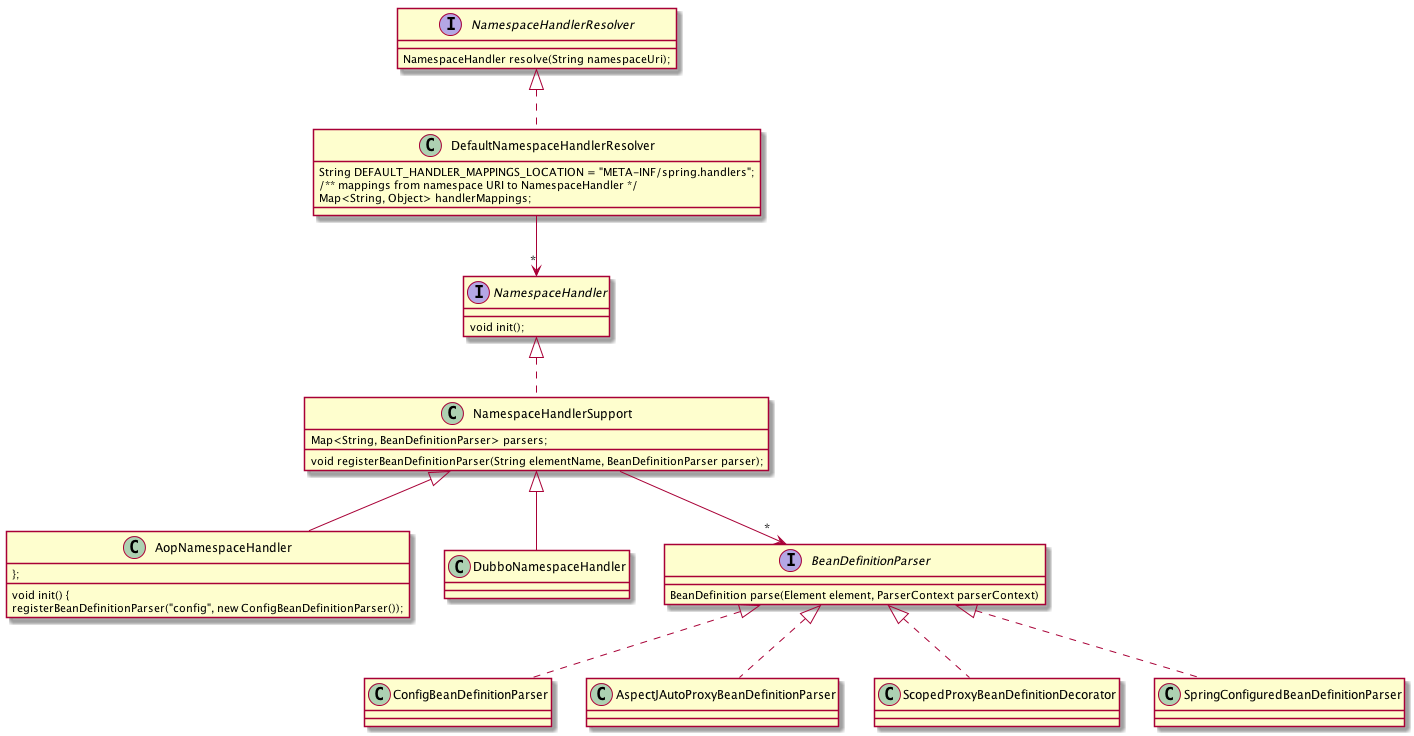 I NamespaceHandlerResolver
NamespaceHandler resolve(String namespaceUri);
C DefaultNamespaceHandlerResolver
String DEFAULT_HANDLER_MAPPINGS_LOCATION = "META-INF/spring.handlers";
/** mappings from namespace URI to NamespaceHandler */
Map<String, Object> handlerMappings;
*
I NamespaceHandler
void init();
C NamespaceHandlerSupport
Map<String, BeanDefinitionParser> parsers;
void registerBeanDefinitionParser(String elementName, BeanDefinitionParser parser);
*
C AopNamespaceHandler
};
void init() {
registerBeanDefinitionParser("config", new ConfigBeanDefinitionParser());
C DubboNamespaceHandler
I BeanDefinitionParser
BeanDefinition parse(Element element, ParserContext parserContext)
C ConfigBeanDefinitionParser
C AspectJAutoProxyBeanDefinitionParser
C ScopedProxyBeanDefinitionDecorator
C SpringConfiguredBeanDefinitionParser